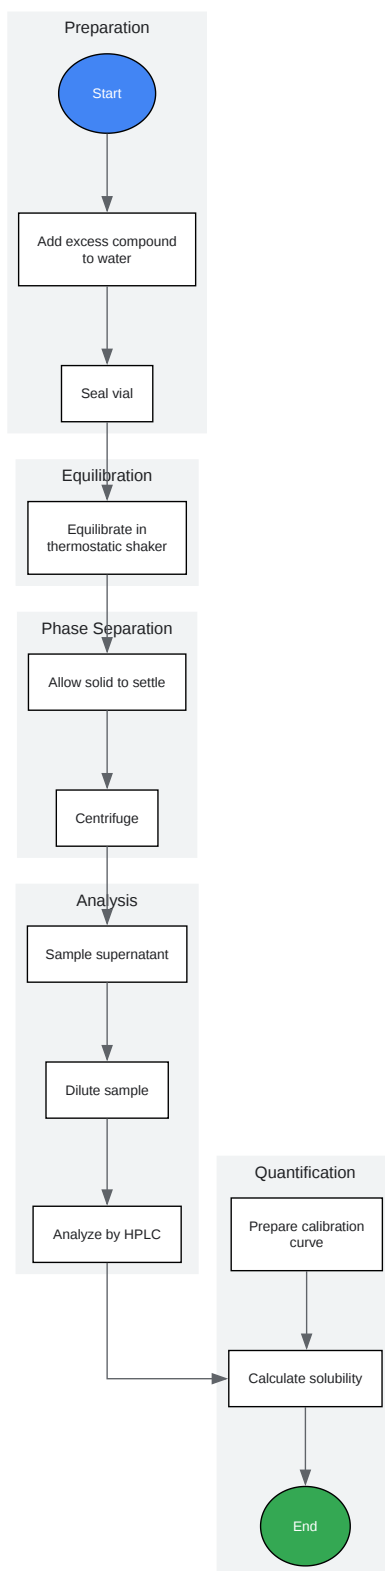 Preparation
Start
Add excess compound
to water
Seal vial
Equilibration
Equilibrate in
thermostatic shaker
Phase Separation
Allow solid to settle
Centrifuge
Analysis
Sample supernatant
Dilute sample
Analyze by HPLC
Quantification
Prepare calibration
curve
Calculate solubility
End